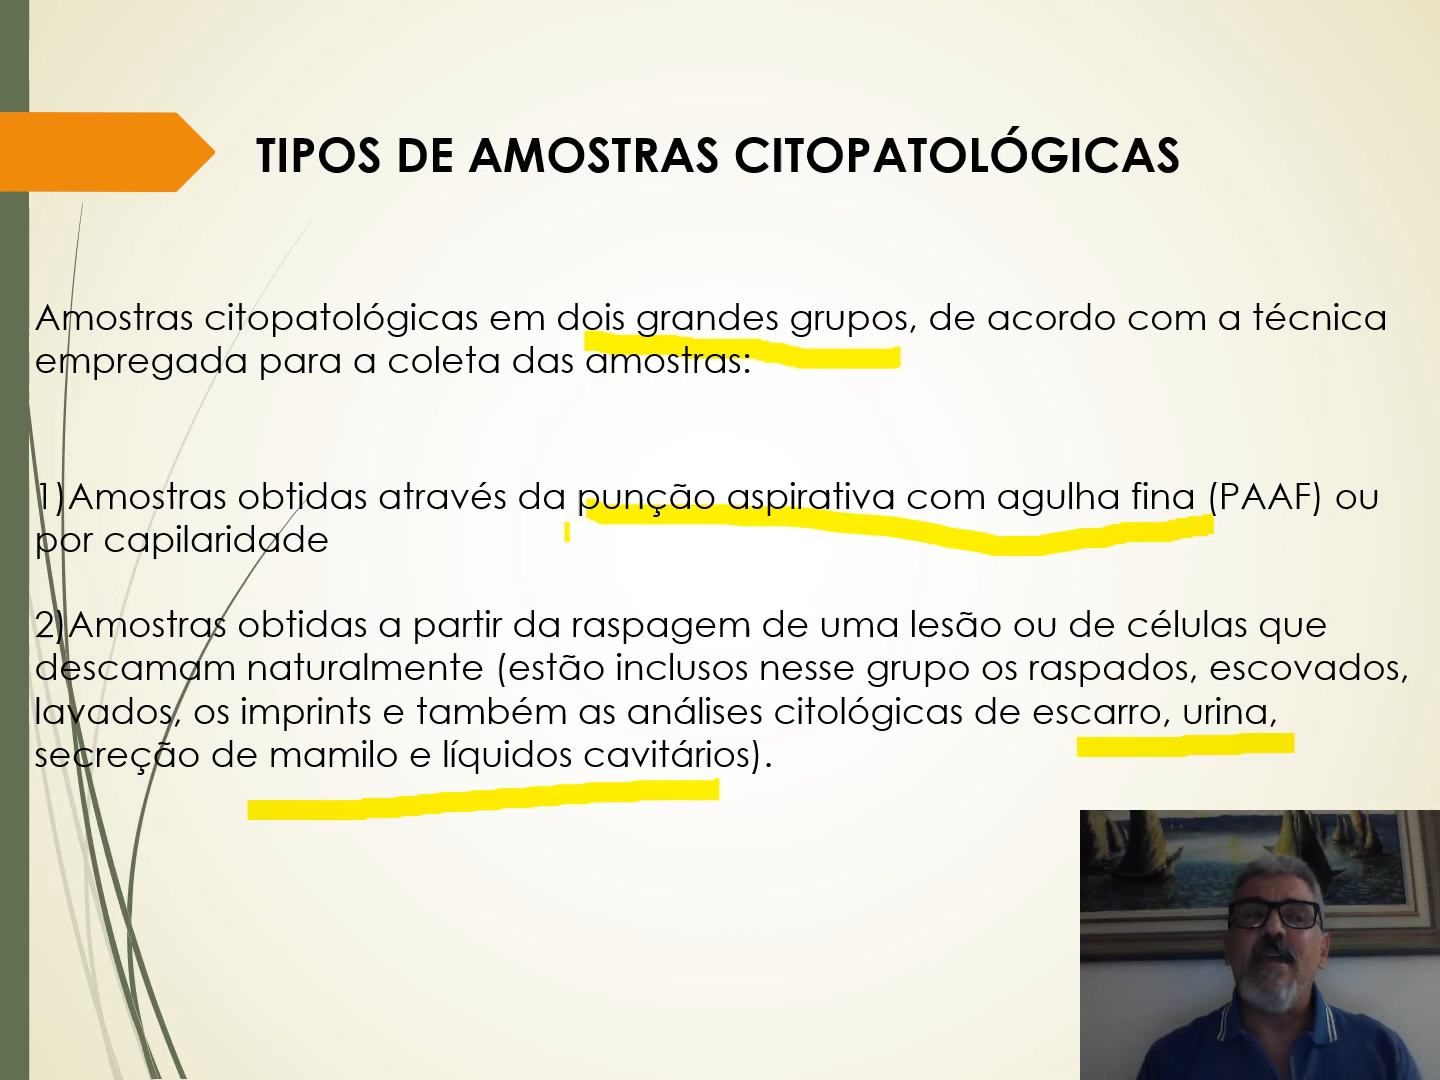 TIPOS DE AMOSTRAS CITOPATOLÓGICAS
Amostras citopatológicas em dois grandes grupos, de acordo com a técnica
empregada para a coleta das amostras:
1)Amostras obtidas através da punção aspirativa com agulha fina (PAAF) ou
por capilaridade
2)Amostras obtidas a partir da raspagem de uma lesão ou de células que
descamam naturalmente (estão inclusos nesse grupo os raspados, escovados,
lavados, os imprints e também as análises citológicas de escarro, urina,
secreção de mamilo e líquidos cavitários).